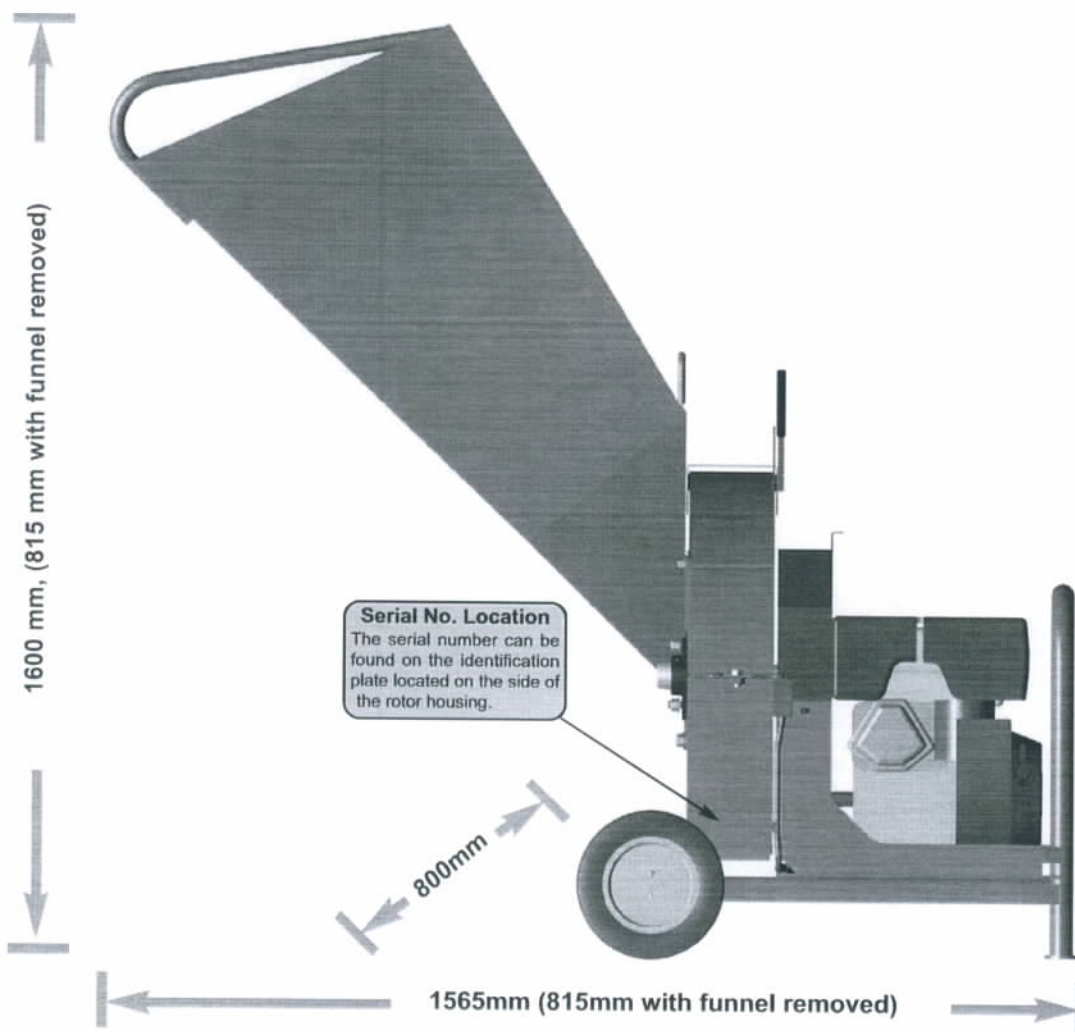 1600 mm, (815 mm with funnel removed)
Serial No. Location
The serial number can be
found on the identification
plate located on the side of
the rotor housing.
800mm
1565mm (815mm with funnel removed)